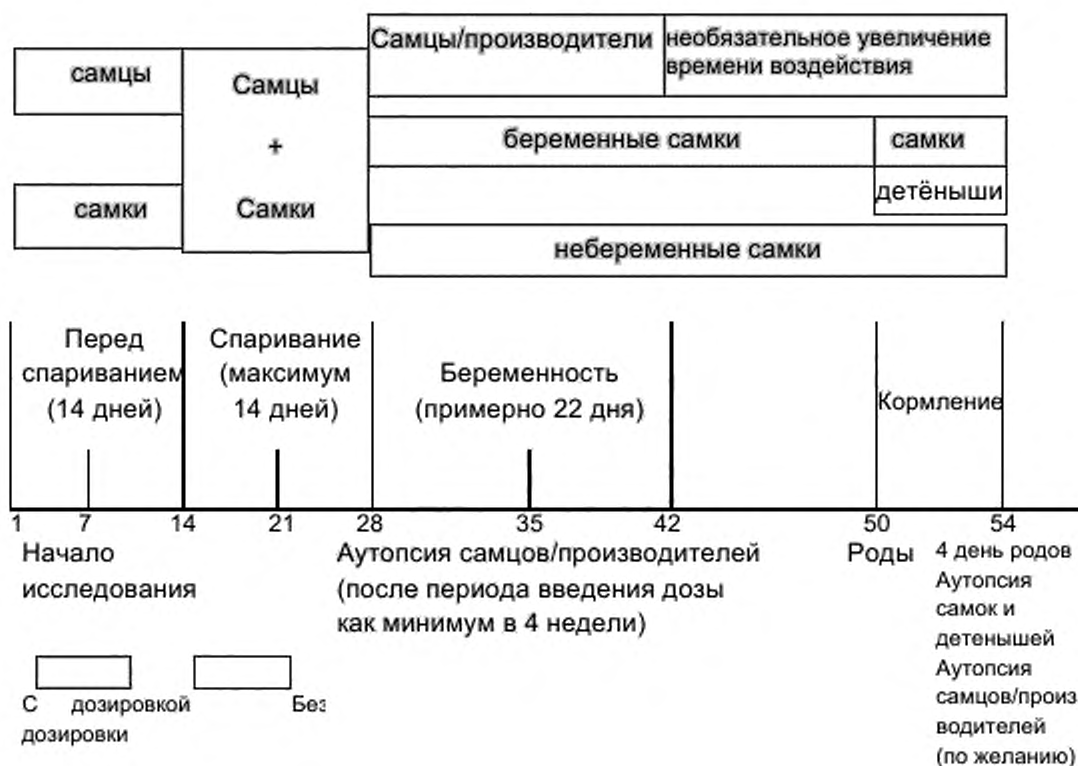 Самцы/производители
необязательное увеличение
времени воздействия
самцы
Самцы
+
Самки
беременные самки
самки
детёныши
самки
небеременные самки
Перед
спариванием
(14 дней)
Спаривание
(максимум
14 дней)
Беременность
(примерно 22 дня)
Кормление
1 7 14 21 28 35 42 50 54
Начало
исследования
Аутопсия самцов/производителей
(после периода введения дозы
как минимум в 4 недели)
Роды
4 день родов
Аутопсия
самок и
детенышей
Аутопсия
самцов/произ
водителей
(по желанию)
С дозировкой Без
дозировки